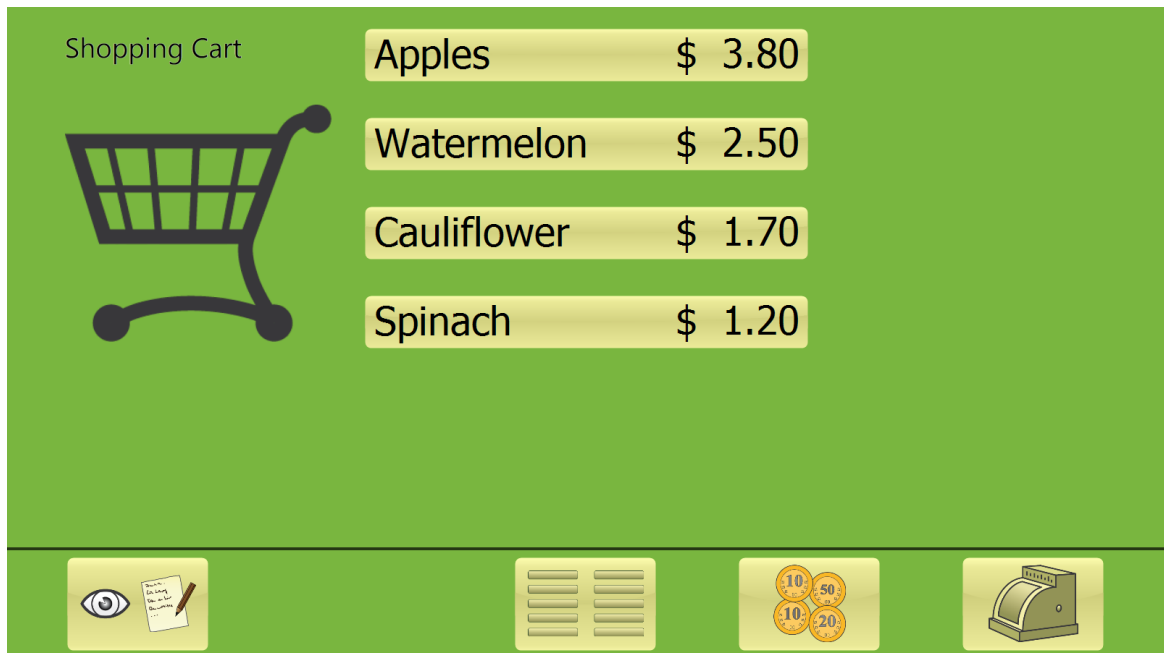 Shopping Cart
Apples $ 3.80
Watermelon $ 2.50
Cauliflower $ 1.70
Spinach $ 1.20
10
50
10
20